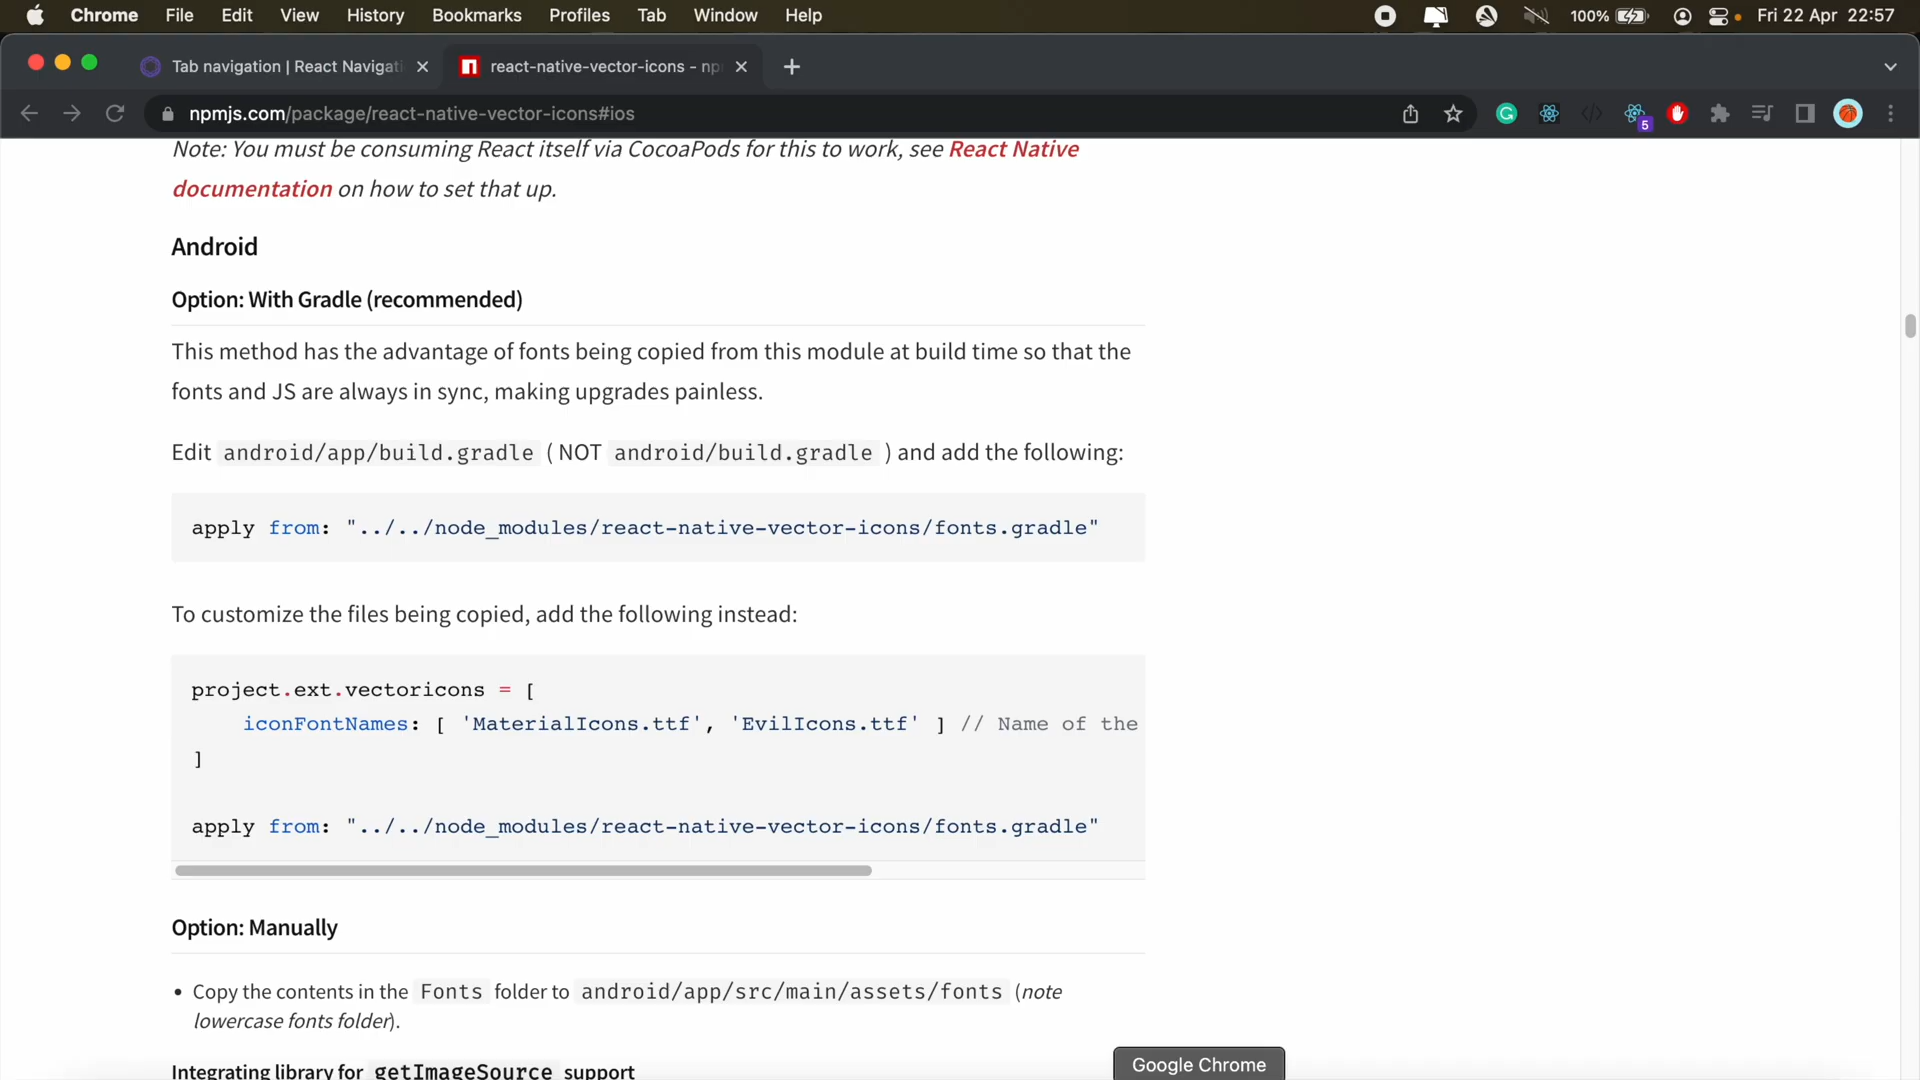 Chrome File Edit View History Bookmarks Profiles Tab Window Help 100% Fri 22 Apr 22:57
Tab navigation | React Navigati react-native-vector-icons - np
npmjs.com/package/react-native-vector-icons#ios 5
Note: You must be consuming React itself via CocoaPods for this to work, see React Native
documentation on how to set that up.
Android
Option: With Gradle (recommended)
This method has the advantage of fonts being copied from this module at build time so that the
fonts and JS are always in sync, making upgrades painless.
Edit android/app/build.gradle ( NOT android/build.gradle ) and add the following:
apply from: "../../node_modules/react-native-vector-icons/fonts.gradle"
To customize the files being copied, add the following instead:
project.ext.vectoricons = [
iconFontNames: [ 'MaterialIcons.ttf', 'EvilIcons.ttf' ] // Name of the
]
apply from: "../../node_modules/react-native-vector-icons/fonts.gradle"
Option: Manually
• Copy the contents in the Fonts folder to android/app/src/main/assets/fonts (note
lowercase fonts folder).
Integrating library for getImageSource support
Google Chrome